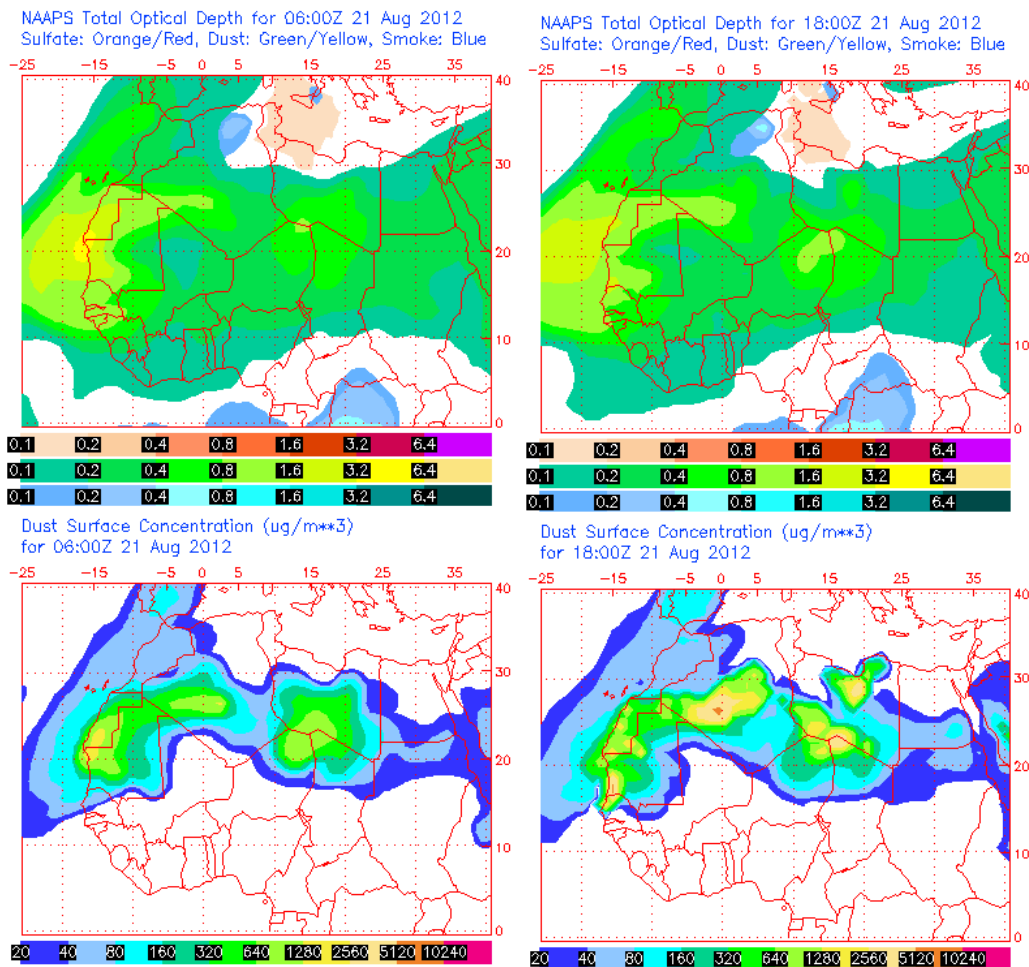 NAAPS Total Optical Depth for 06:00Z 21 Aug 2012
Sulfate: Orange/Red, Dust: Green/Yellow, Smoke: Blue
-25 -15 -5 0 5 15 25 35
40
30
20
10
0
0.1 0.2 0.4 0.8 1.6 3.2 6.4
0.1 0.2 0.4 0.8 1.6 3.2 6.4
0.1 0.2 0.4 0.8 1.6 3.2 6.4
NAAPS Total Optical Depth for 18:00Z 21 Aug 2012
Sulfate: Orange/Red, Dust: Green/Yellow, Smoke: Blue
-25 -15 -5 0 5 15 25 35
40
30
20
10
0
0.1 0.2 0.4 0.8 1.6 3.2 6.4
0.1 0.2 0.4 0.8 1.6 3.2 6.4
0.1 0.2 0.4 0.8 1.6 3.2 6.4
Dust Surface Concentration (ug/m**3)
for 06:00Z 21 Aug 2012
-25 -15 -5 0 5 15 25 35
40
30
20
10
0
20 40 80 160 320 640 1280 2560 5120 10240
Dust Surface Concentration (ug/m**3)
for 18:00Z 21 Aug 2012
-25 -15 -5 0 5 15 25 35
40
30
20
10
0
20 40 80 160 320 640 1280 2560 5120 10240